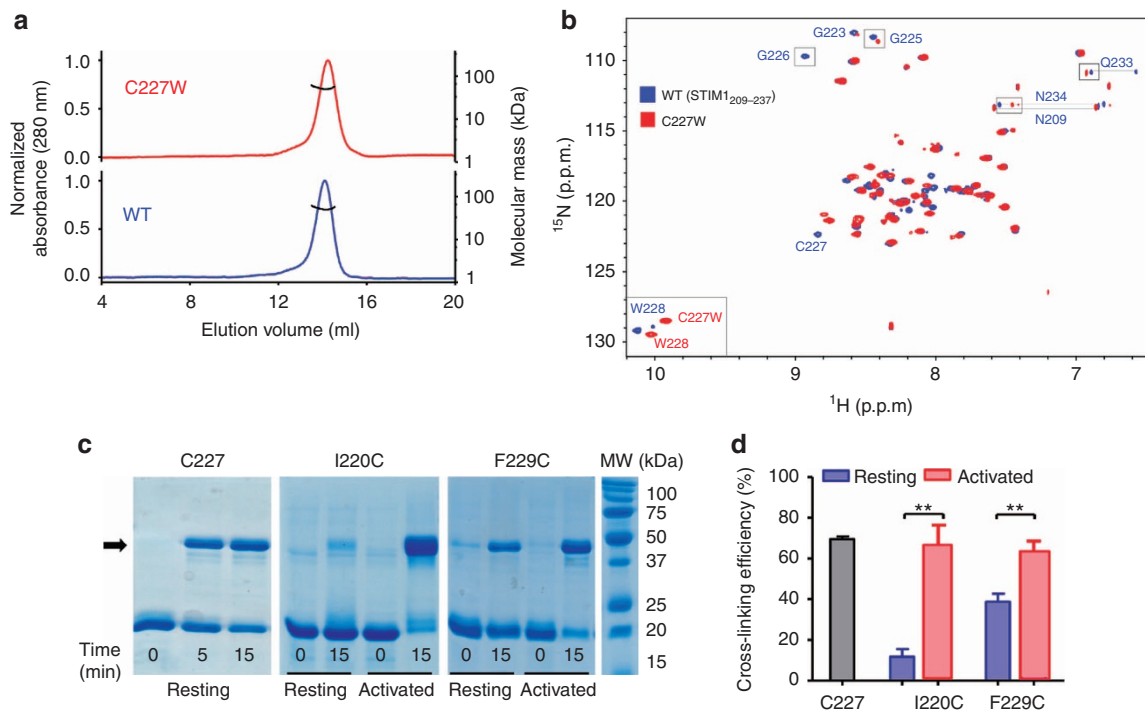 a
1.0
0.5
0.0
C227W
100
10
1
1.0
0.5
0.0
WT
100
10
1
Normalized
absorbance (280 nm)
Molecular mass (kDa)
4 8 12 16 20
Elution volume (ml)
b
110
115
120
125
130
15N (p.p.m.)
G223
G225
G226
Q233
N234
N209
WT (STIM1209–237)
C227W
C227
W228
C227W
W228
10 9 8 7
1H (p.p.m)
c
C227 I220C F229C MW (kDa)
100
75
50
37
25
20
15
Time
(min)
0 5 15 0 15 0 15 0 15 0 15
Resting Resting Activated Resting Activated
d
Resting Activated
80
60
40
20
0
Cross-linking efficiency (%)
** **
C227 I220C F229C